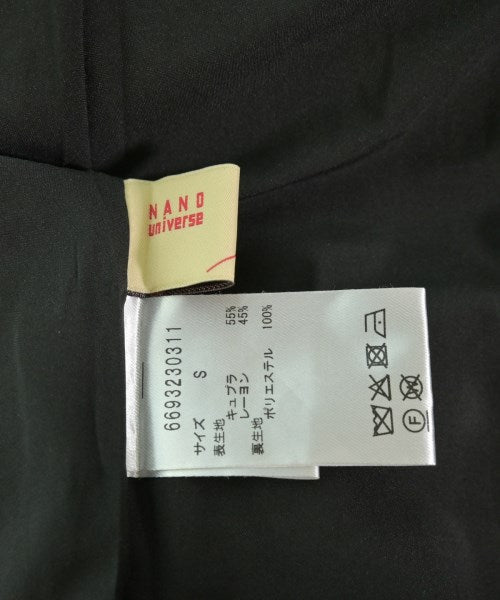 NANO
universe
6693230311
サイズ S
表生地
キュプラ 55%
レーヨン 45%
裏生地
ポリエステル 100%
F